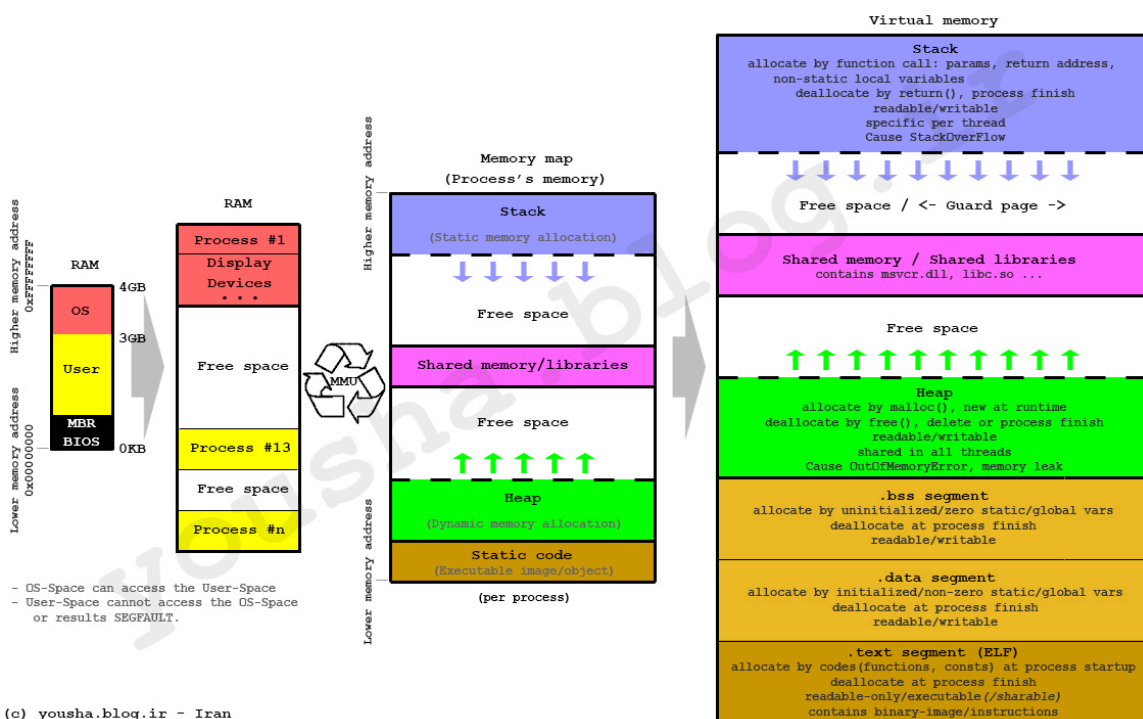 Higher memory address
0xFFFFFFFF
Lower memory address
0x00000000
RAM
4GB
OS
3GB
User
MBR
BIOS
0KB
RAM
Process #1
Display
Devices
. . .
Free space
Process #13
Free space
Process #n
- OS-Space can access the User-Space
- User-Space cannot access the OS-Space
or results SEGFAULT.
MMU
Higher memory address
Lower memory address
Memory map
(Process's memory)
Stack
(Static memory allocation)
Free space
Shared memory/libraries
Free space
Heap
(Dynamic memory allocation)
Static code
(Executable image/object)
(per process)
Virtual memory
Stack
allocate by function call: params, return address,
non-static local variables
deallocate by return(), process finish
readable/writable
specific per thread
Cause StackOverFlow
Free space / <- Guard page ->
Shared memory / Shared libraries
contains msvcr.dll, libc.so ...
Free space
Heap
allocate by malloc(), new at runtime
deallocate by free(), delete or process finish
readable/writable
shared in all threads
Cause OutOfMemoryError, memory leak
.bss segment
allocate by uninitialized/zero static/global vars
deallocate at process finish
readable/writable
.data segment
allocate by initialized/non-zero static/global vars
deallocate at process finish
readable/writable
.text segment (ELF)
allocate by codes(functions, consts) at process startup
deallocate at process finish
readable-only/executable(/sharable)
contains binary-image/instructions
(c) yousha.blog.ir - Iran
yousha.blog.ir